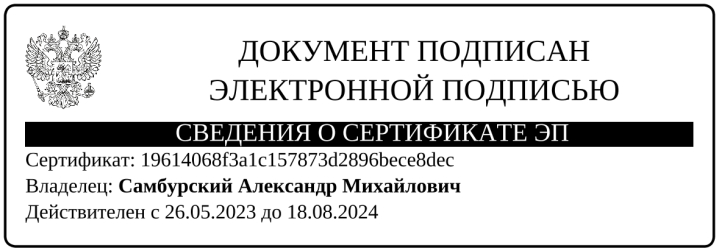 ДОКУМЕНТ ПОДПИСАН
ЭЛЕКТРОННОЙ ПОДПИСЬЮ
СВЕДЕНИЯ О СЕРТИФИКАТЕ ЭП
Сертификат: 19614068f3a1c157873d2896bece8dec
Владелец: Самбурский Александр Михайлович
Действителен с 26.05.2023 до 18.08.2024